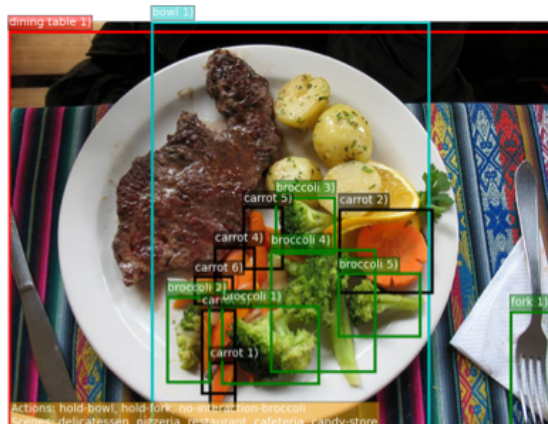 bowl 1)
dining table 1)
broccoli 3)
carrot 5)
carrot 2)
carrot 4)
broccoli 4)
carrot 6)
broccoli 5)
broccoli 2)
broccoli 1)
fork 1)
carrot 1)
Actions: hold-bowl, hold-fork, no-interaction-broccoli
Scenes: delicatessen, pizzeria, restaurant, cafeteria, candy-store